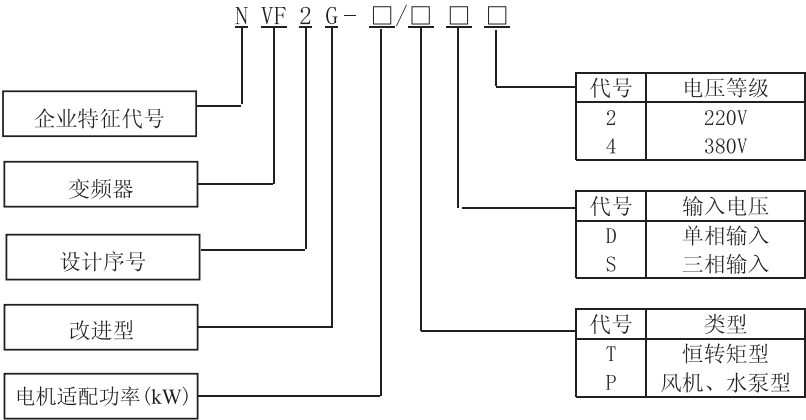 N VF 2 G-□/□ □ □
企业特征代号
变频器
设计序号
改进型
电机适配功率(kW)
代号 电压等级
2 220V
4 380V
代号 输入电压
D 单相输入
S 三相输入
代号 类型
T 恒转矩型
P 风机、水泵型